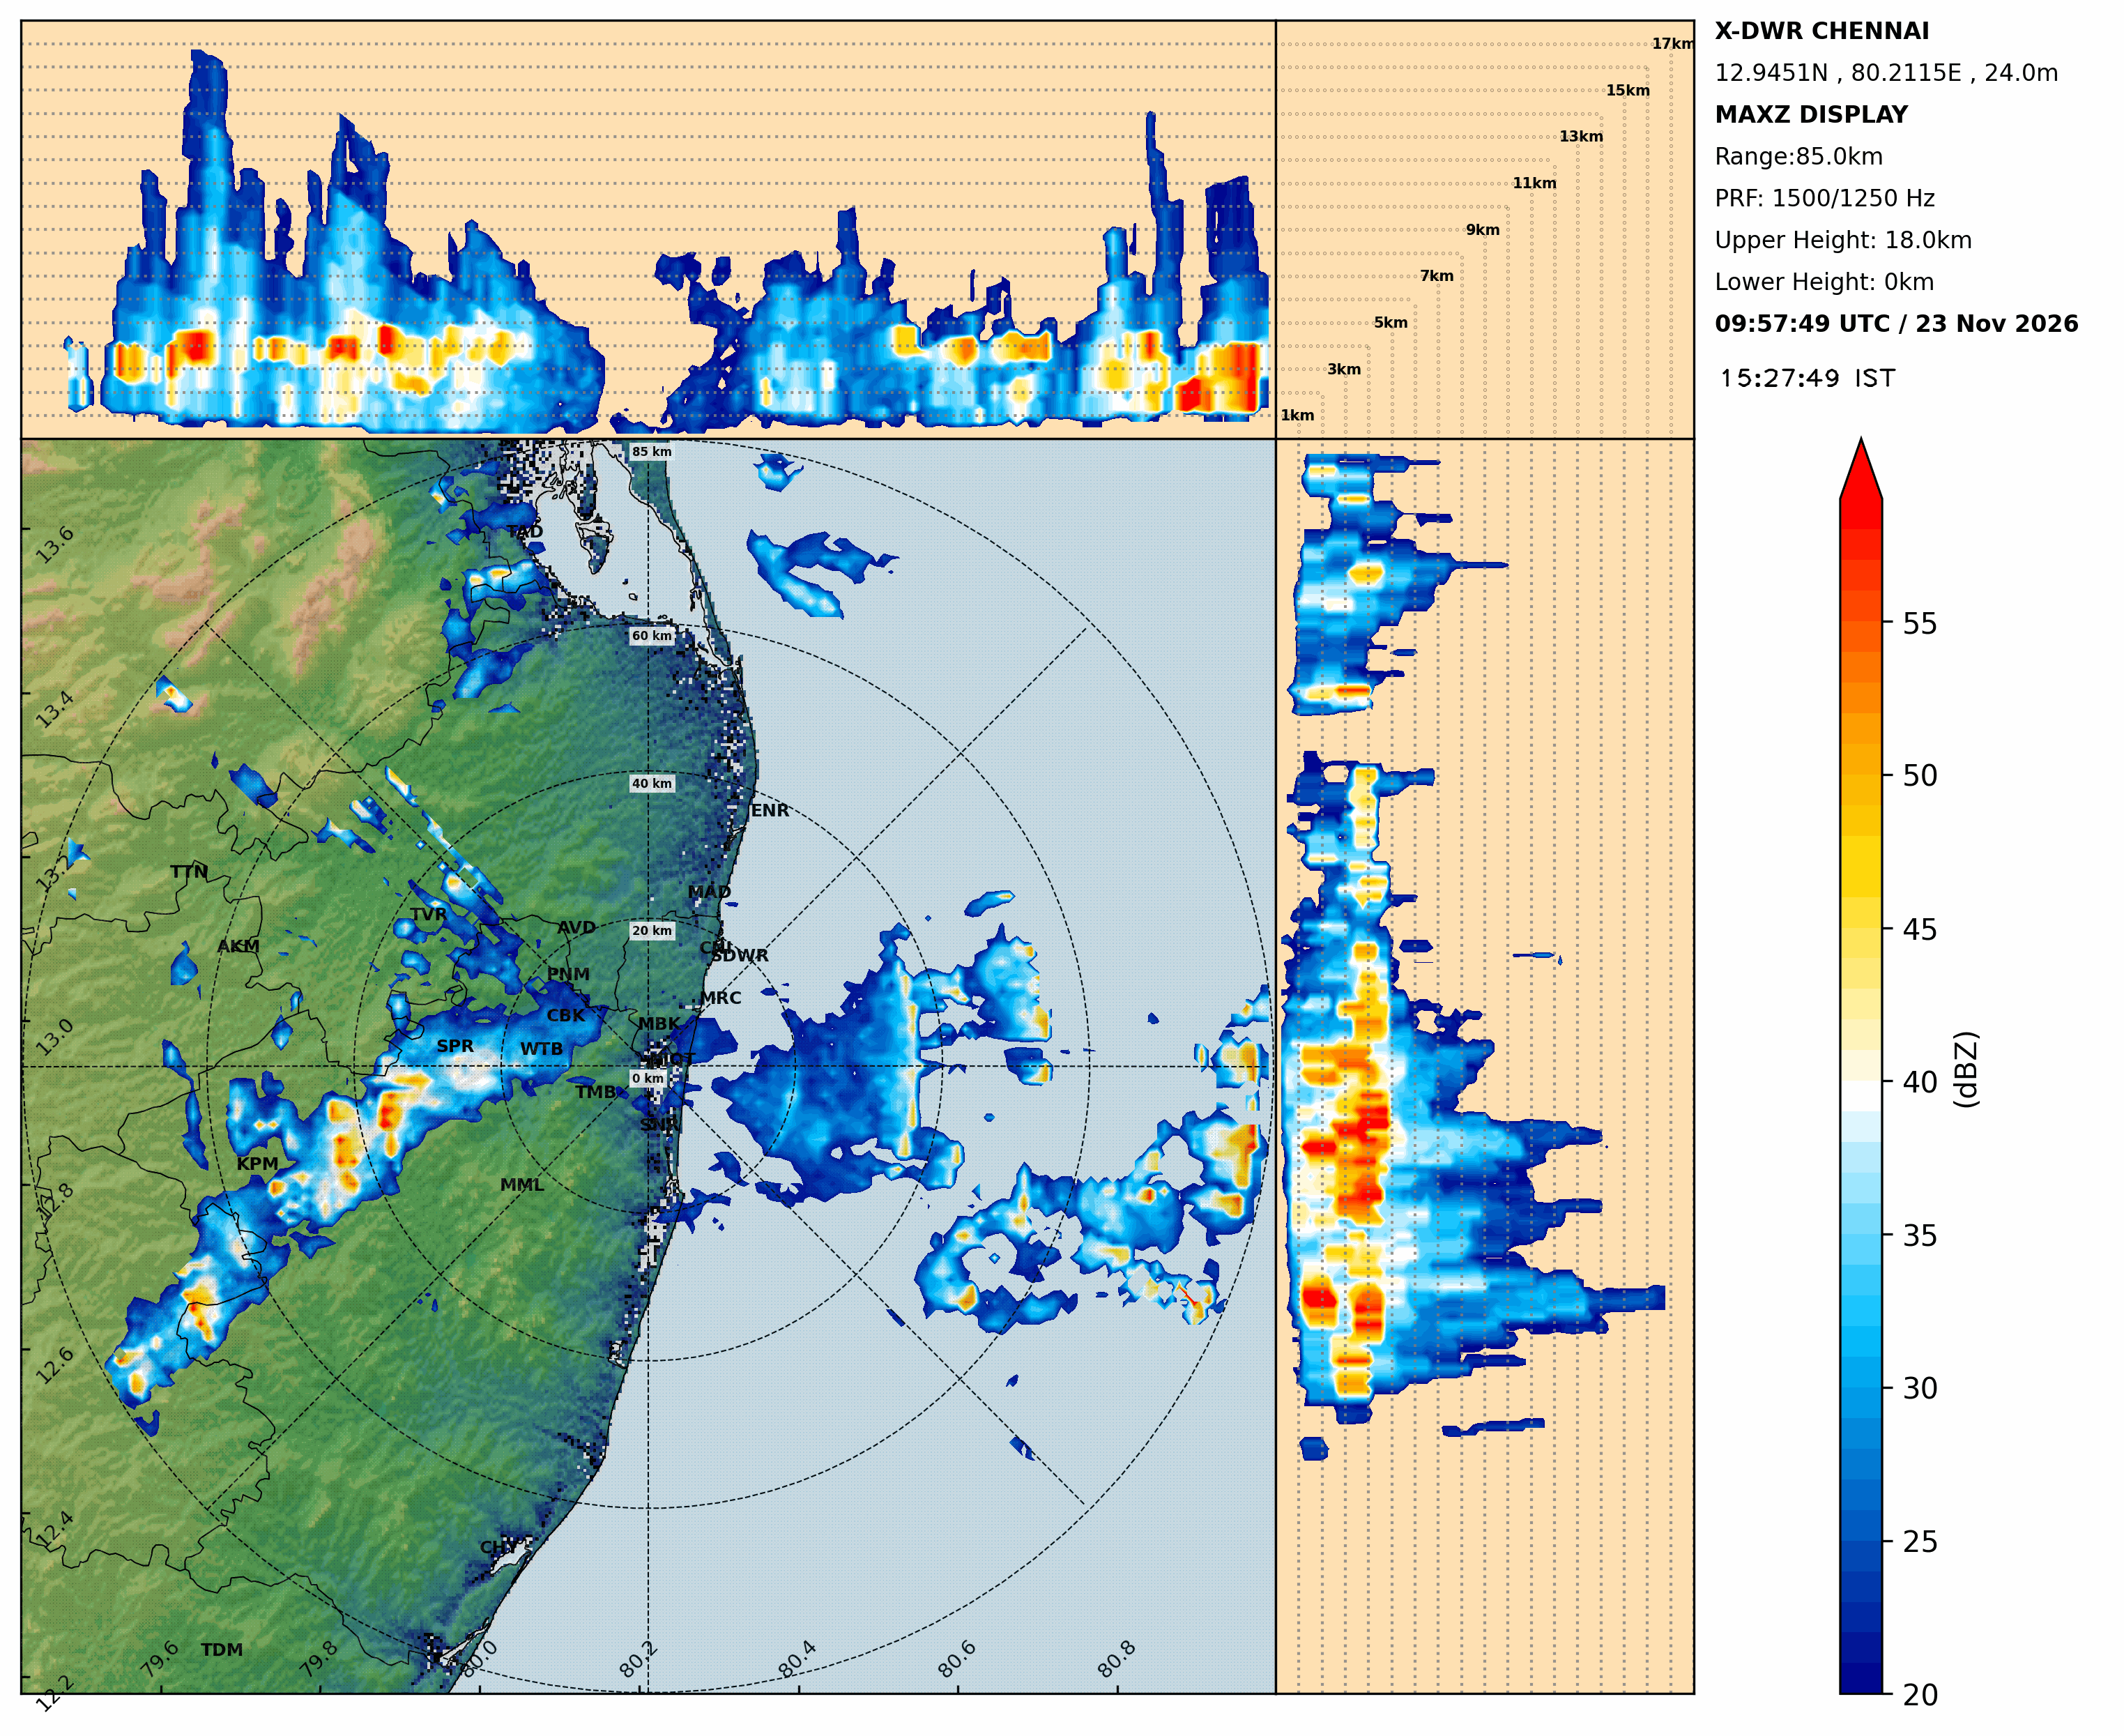 X-DWR CHENNAI
12.9451N , 80.2115E , 24.0m
MAXZ DISPLAY
Range:85.0km
PRF: 1500/1250 Hz
Upper Height: 18.0km
Lower Height: 0km
09:57:49 UTC / 23 Nov 2026
15:27:49 IST
17km
15km
13km
11km
9km
7km
5km
3km
1km
85 km
60 km
40 km
20 km
0 km
TAD
ENR
TTN
MAD
TVR
AVD
AKM
SDWR
PNM
MRC
CBK
MBK
SPR
WTB
TMB
SNR
KPM
MML
CHY
TDM
13.6
13.4
13.2
13.0
12.8
12.6
12.4
12.2
79.6
79.8
80.0
80.2
80.4
80.6
80.8
55
50
45
40
35
30
25
20
(dBZ)